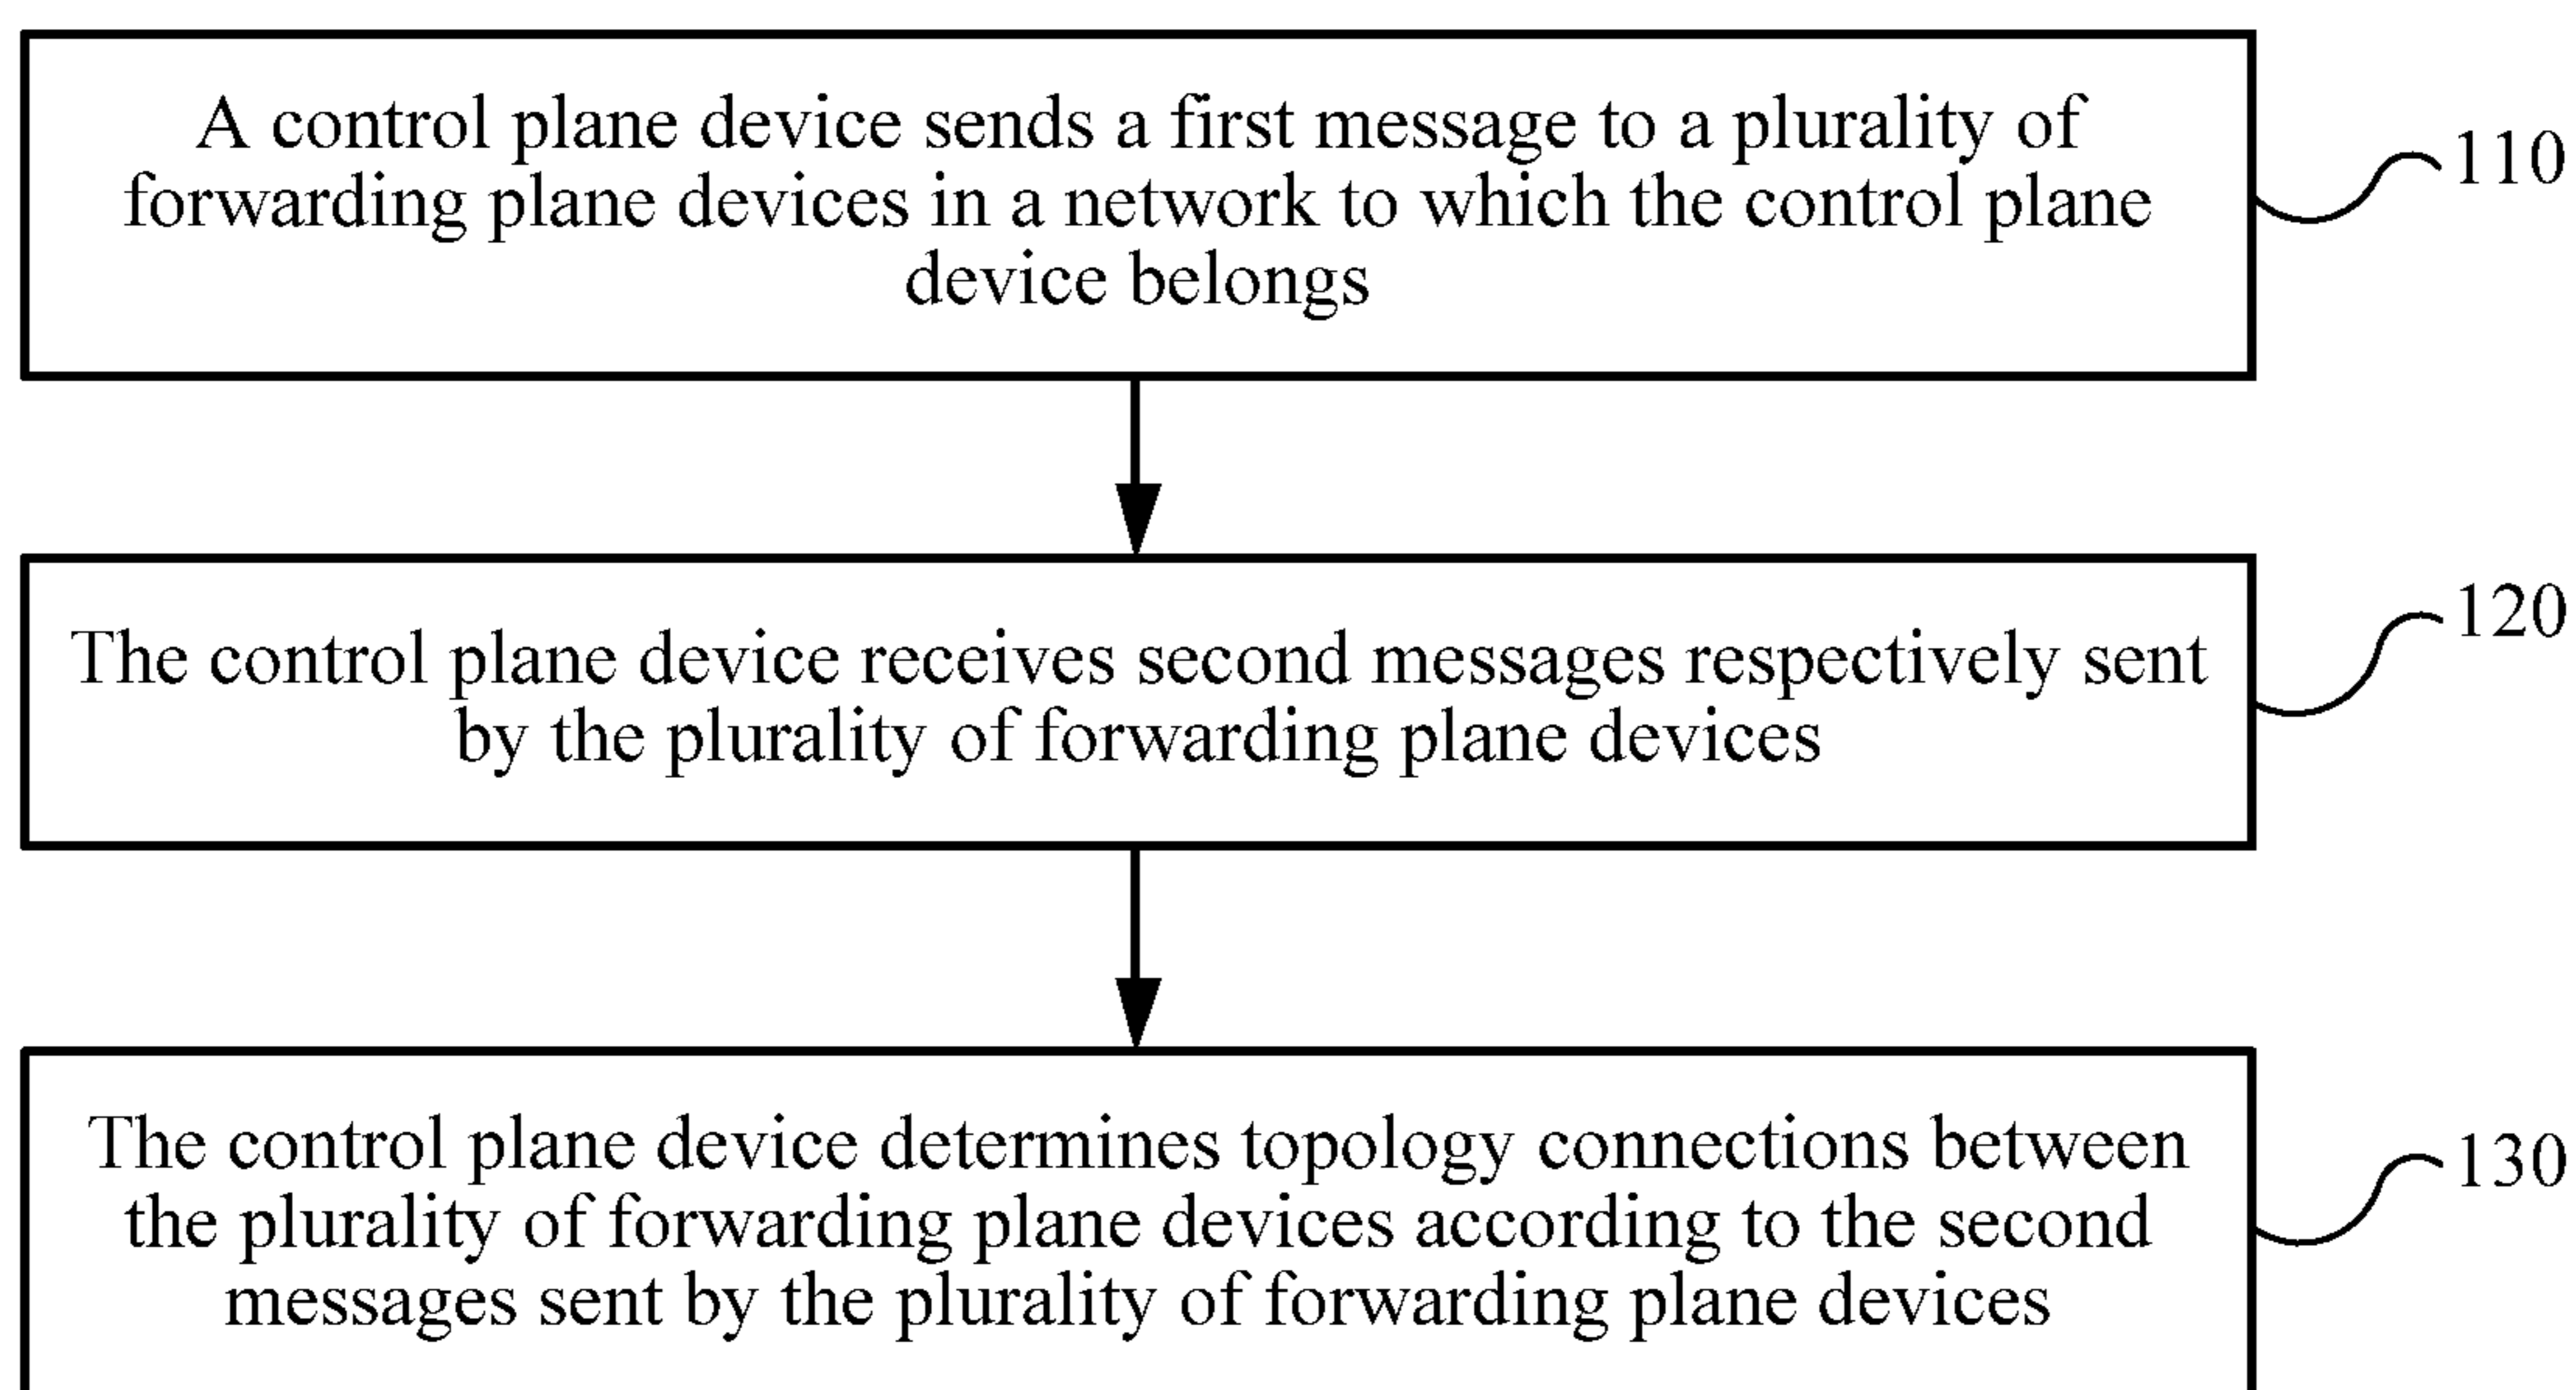 A control plane device sends a first message to a plurality of
forwarding plane devices in a network to which the control plane
device belongs
110
The control plane device receives second messages respectively sent
by the plurality of forwarding plane devices
120
The control plane device determines topology connections between
the plurality of forwarding plane devices according to the second
messages sent by the plurality of forwarding plane devices
130